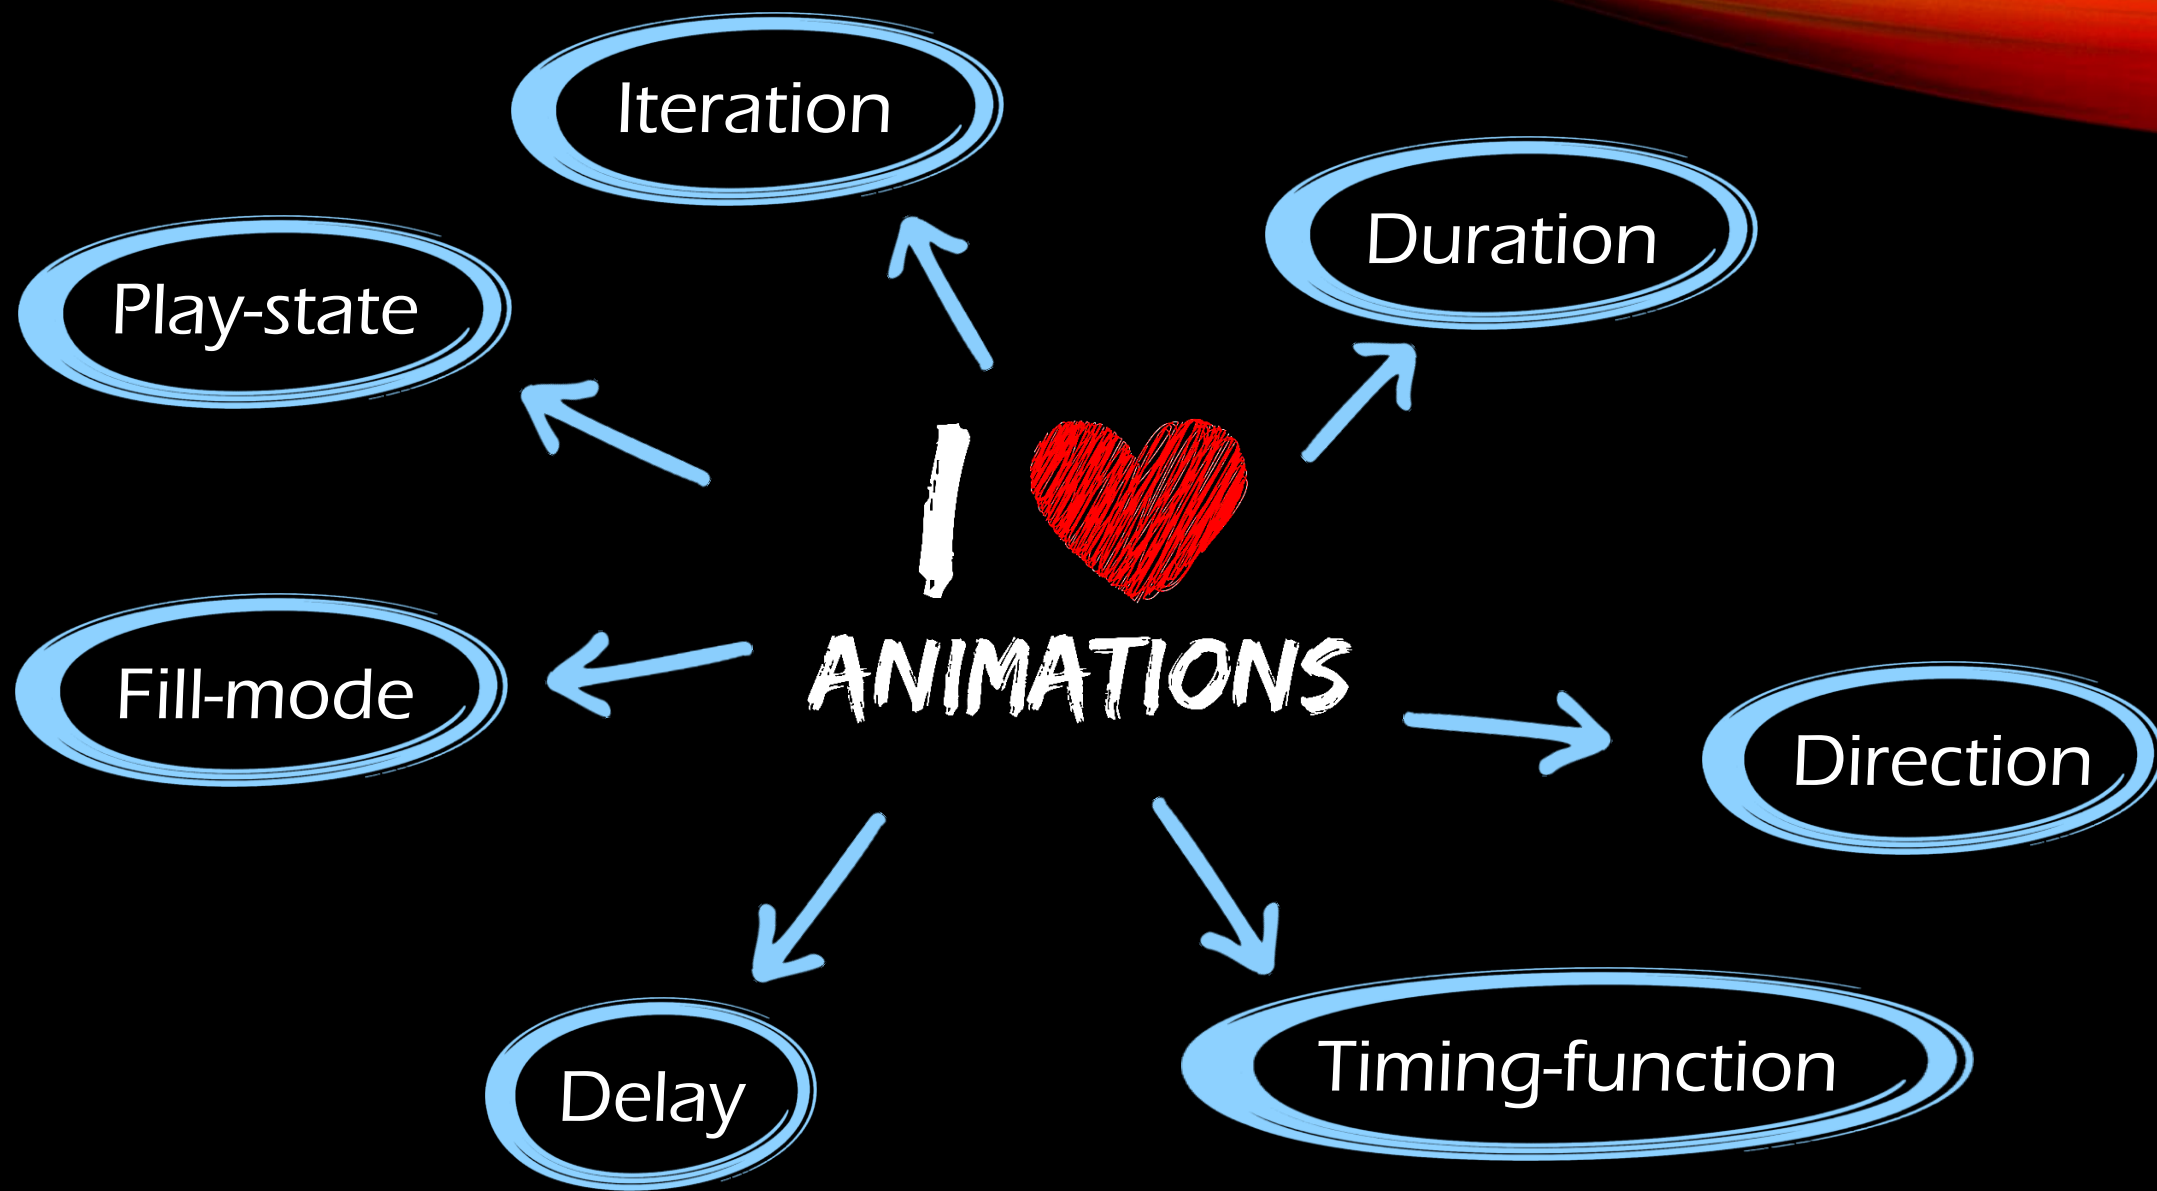 Iteration
Duration
Play-state
I
ANIMATIONS
Fill-mode
Direction
Timing-function
Delay